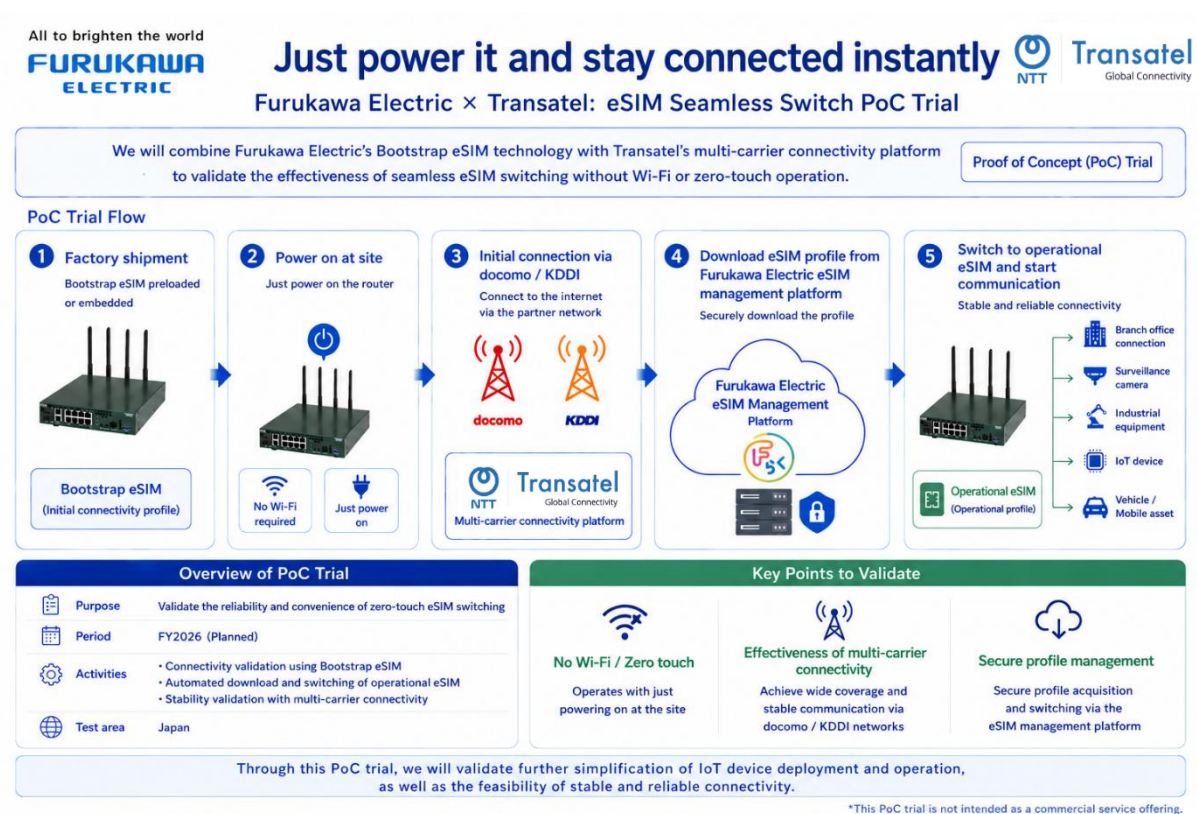 All to brighten the world
FURUKAWA
ELECTRIC
Just power it and stay connected instantly
NTT
Transatel
Global Connectivity
Furukawa Electric × Transatel: eSIM Seamless Switch PoC Trial
We will combine Furukawa Electric's Bootstrap eSIM technology with Transatel's multi-carrier connectivity platform
to validate the effectiveness of seamless eSIM switching without Wi-Fi or zero-touch operation.
Proof of Concept (PoC) Trial
PoC Trial Flow
1 Factory shipment
Bootstrap eSIM preloaded
or embedded
Bootstrap eSIM
(Initial connectivity profile)
2 Power on at site
Just power on the router
No Wi-Fi
required
Just power
on
3 Initial connection via
docomo / KDDI
Connect to the internet
via the partner network
docomo
KDDI
NTT
Transatel
Global Connectivity
Multi-carrier connectivity platform
4 Download eSIM profile from
Furukawa Electric eSIM
management platform
Securely download the profile
Furukawa Electric
eSIM Management
Platform
5 Switch to operational
eSIM and start
communication
Stable and reliable connectivity
Operational eSIM
(Operational profile)
Branch office
connection
Surveillance
camera
Industrial
equipment
IoT device
Vehicle /
Mobile asset
Overview of PoC Trial
Purpose Validate the reliability and convenience of zero-touch eSIM switching
Period FY2026 (Planned)
Activities
• Connectivity validation using Bootstrap eSIM
• Automated download and switching of operational eSIM
• Stability validation with multi-carrier connectivity
Test area Japan
Key Points to Validate
No Wi-Fi / Zero touch
Operates with just
powering on at the site
Effectiveness of multi-carrier
connectivity
Achieve wide coverage and
stable communication via
docomo / KDDI networks
Secure profile management
Secure profile acquisition
and switching via the
eSIM management platform
Through this PoC trial, we will validate further simplification of IoT device deployment and operation,
as well as the feasibility of stable and reliable connectivity.
*This PoC trial is not intended as a commercial service offering.